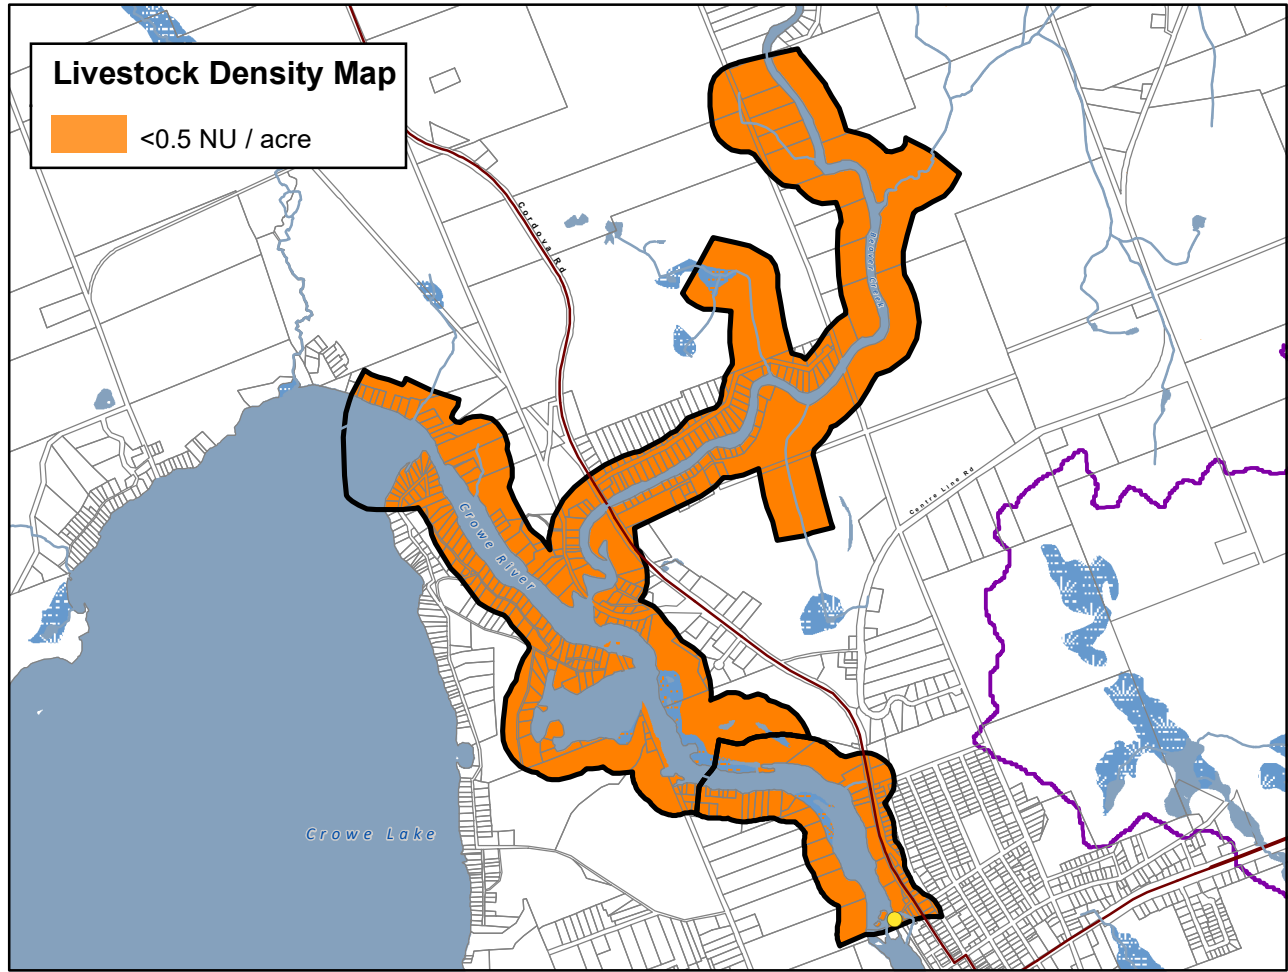 Livestock Density Map
<0.5 NU / acre
Cordova Rd
Beaver Creek
Centre Line Rd
Crowe River
Crowe Lake